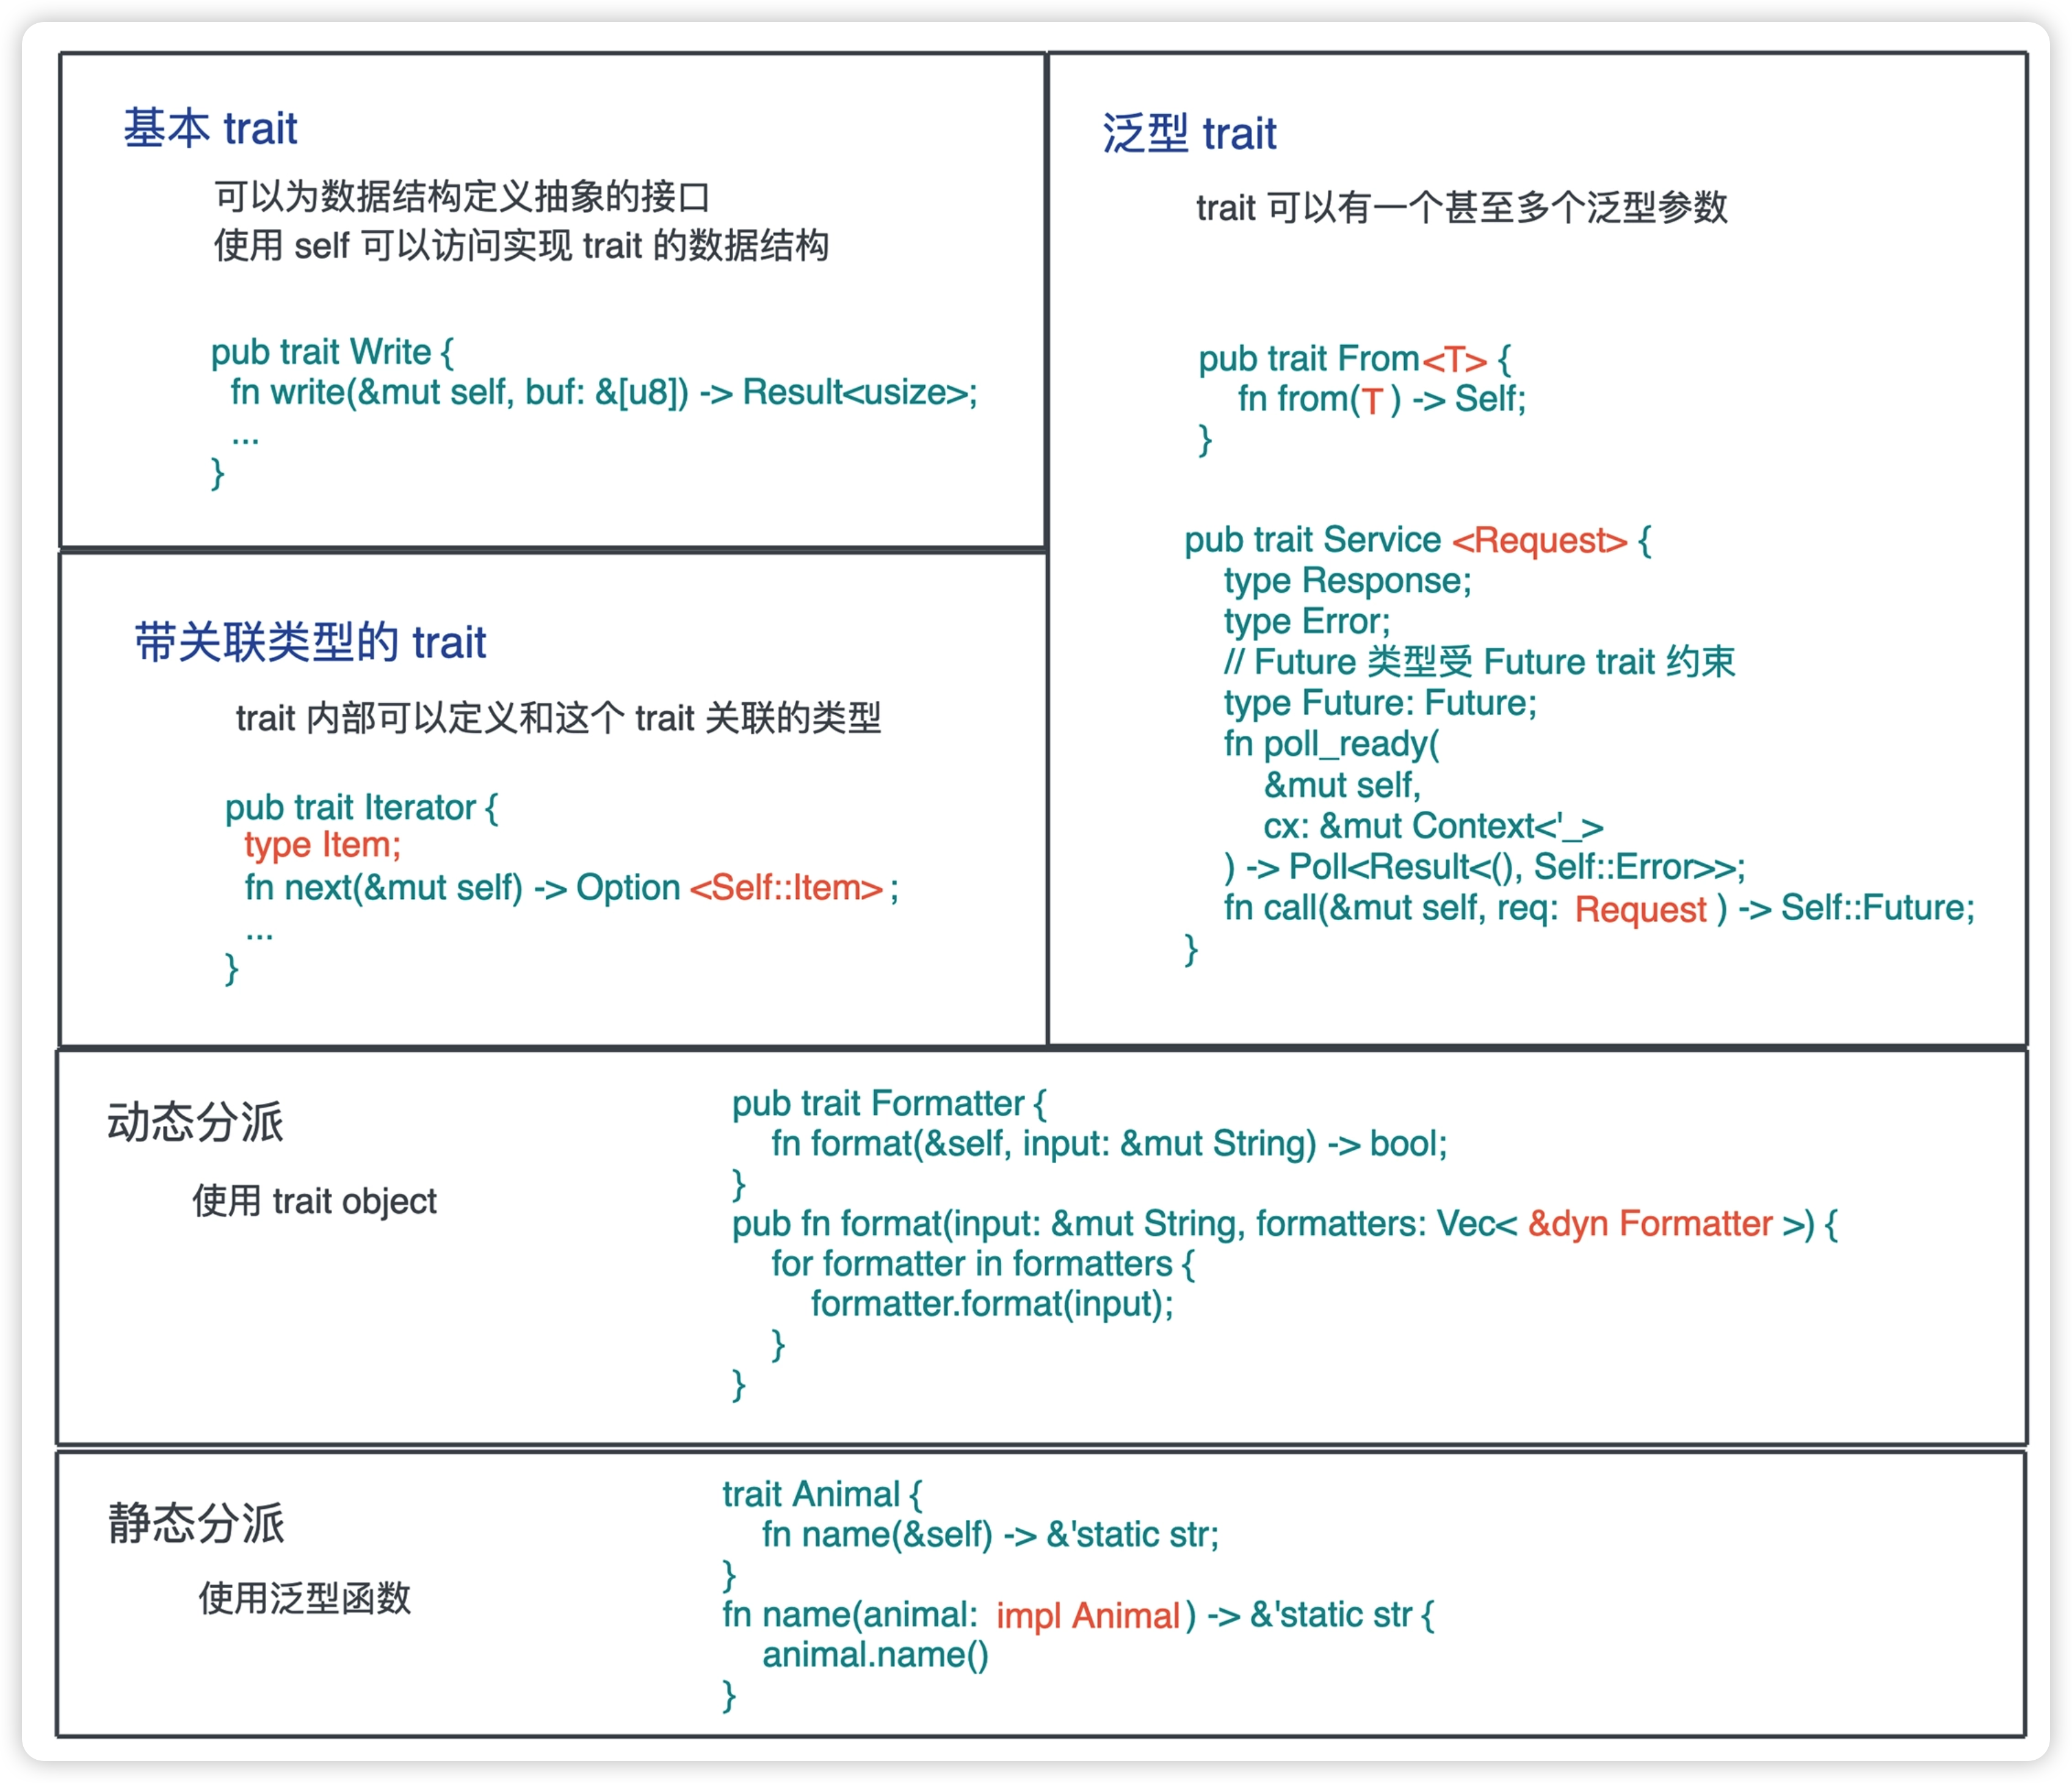 基本 trait
可以为数据结构定义抽象的接口
使用 self 可以访问实现 trait 的数据结构
pub trait Write {
fn write(&mut self, buf: &[u8]) -> Result<usize>;
...
}
带关联类型的 trait
trait 内部可以定义和这个 trait 关联的类型
pub trait Iterator {
type Item;
fn next(&mut self) -> Option <Self::Item> ;
...
}
泛型 trait
trait 可以有一个甚至多个泛型参数
pub trait From<T> {
fn from(T ) -> Self;
}
pub trait Service <Request> {
type Response;
type Error;
// Future 类型受 Future trait 约束
type Future: Future;
fn poll_ready(
&mut self,
cx: &mut Context<'_>
) -> Poll<Result<(), Self::Error>>;
fn call(&mut self, req: Request ) -> Self::Future;
}
动态分派
使用 trait object
pub trait Formatter {
fn format(&self, input: &mut String) -> bool;
}
pub fn format(input: &mut String, formatters: Vec< &dyn Formatter >) {
for formatter in formatters {
formatter.format(input);
}
}
静态分派
使用泛型函数
trait Animal {
fn name(&self) -> &'static str;
}
fn name(animal: impl Animal) -> &'static str {
animal.name()
}